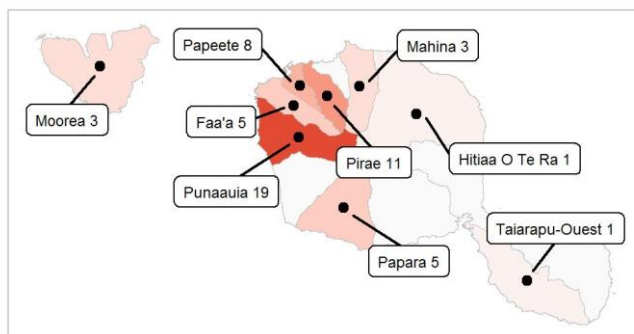 Papeete 8
Mahina 3
Moorea 3
Faa'a 5
Pirae 11
Hitiaa O Te Ra 1
Punaauia 19
Taiarapu-Ouest 1
Papara 5